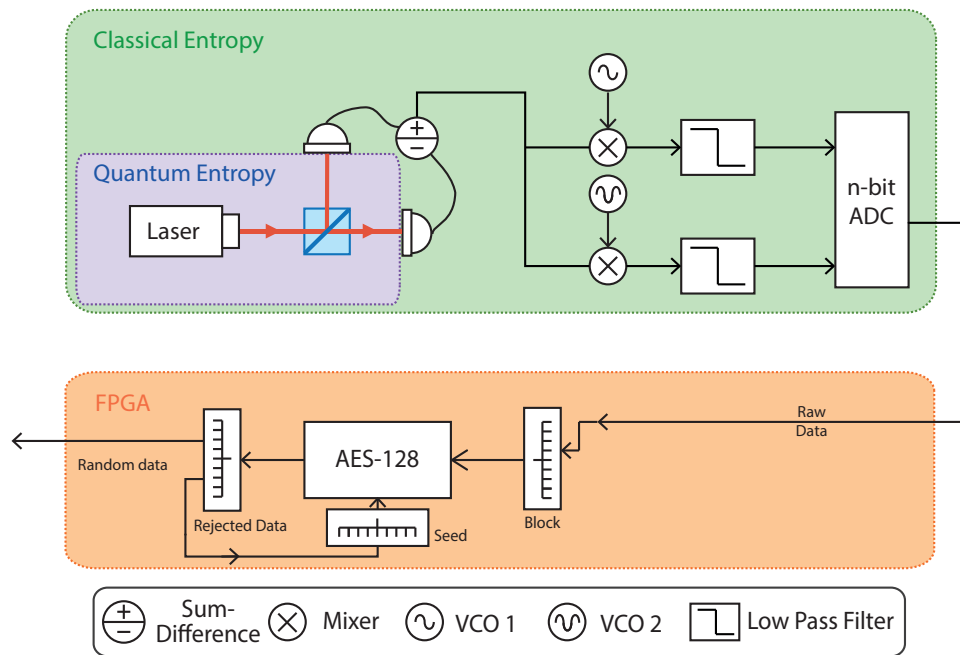 Classical Entropy
Quantum Entropy
Laser
n-bit
ADC
FPGA
Raw
Data
AES-128
Random data
Rejected Data
Seed
Block
Sum-
Difference
Mixer
VCO 1
VCO 2
Low Pass Filter